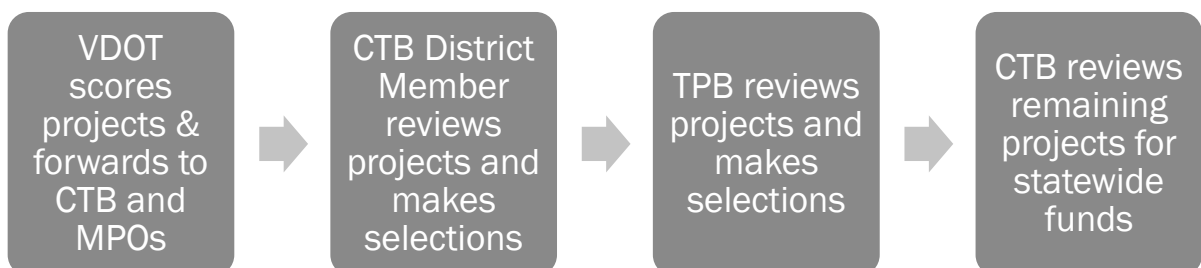 VDOT
scores
projects &
forwards to
CTB and
MPOs
CTB District
Member
reviews
projects and
makes
selections
TPB reviews
projects and
makes
selections
CTB reviews
remaining
projects for
statewide
funds